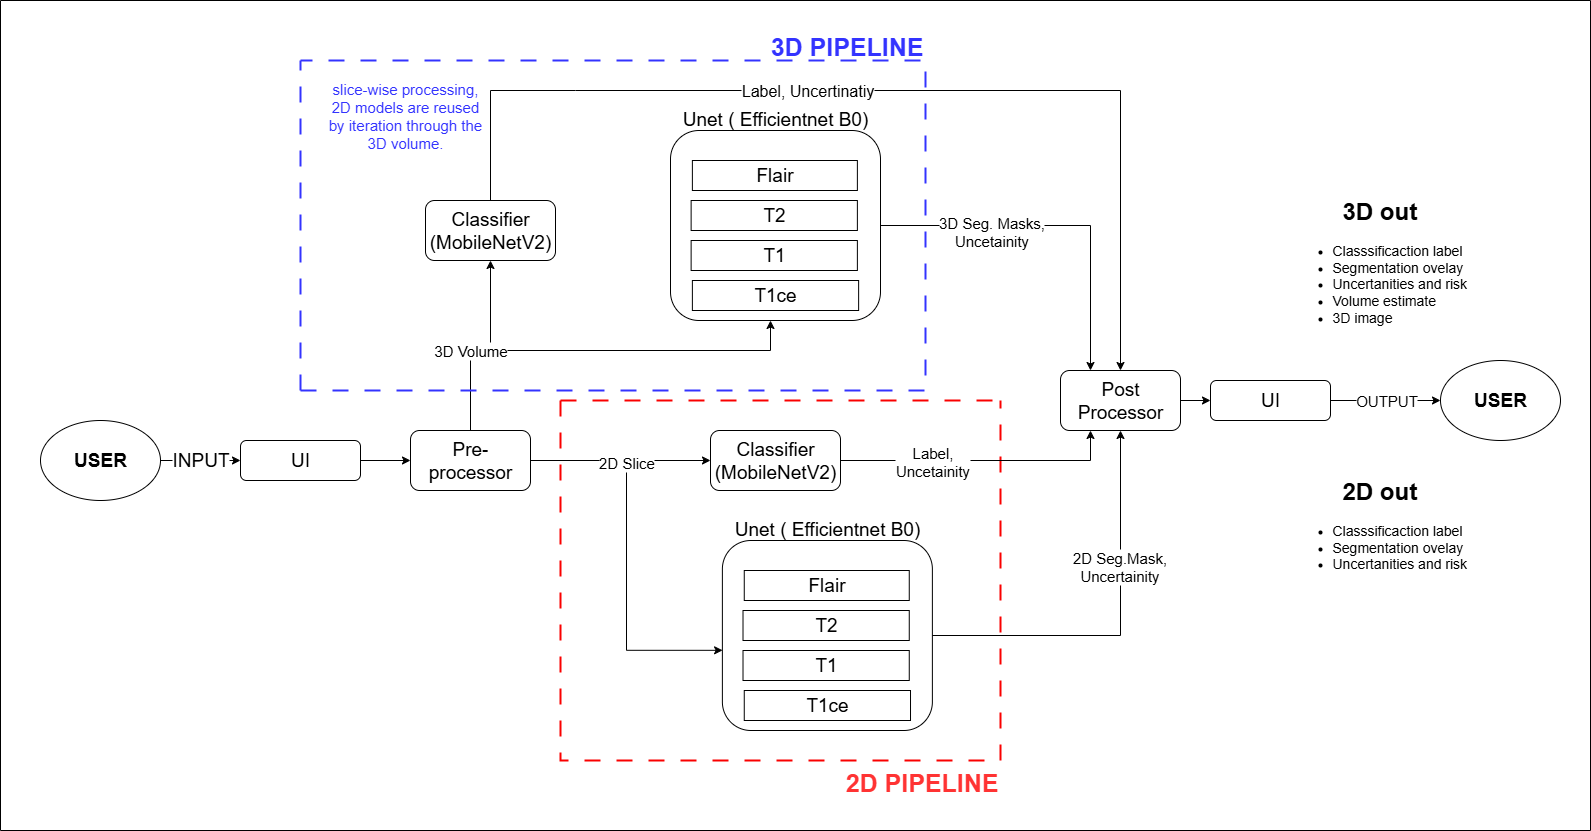 3D PIPELINE
slice-wise processing,
2D models are reused
by iteration through the
3D volume.
Label, Uncertinatiy
Unet ( Efficientnet B0)
Flair
T2
T1
T1ce
Classifier
(MobileNetV2)
3D Seg. Masks,
Uncetainity
3D Volume
3D out
Classsificaction label
Segmentation ovelay
Uncertanities and risk
Volume estimate
3D image
USER
INPUT
UI
Pre-
processor
2D Slice
Classifier
(MobileNetV2)
Label,
Uncetainity
Post
Processor
UI
OUTPUT
USER
Unet ( Efficientnet B0)
Flair
T2
T1
T1ce
2D Seg.Mask,
Uncertainity
2D out
Classsificaction label
Segmentation ovelay
Uncertanities and risk
2D PIPELINE